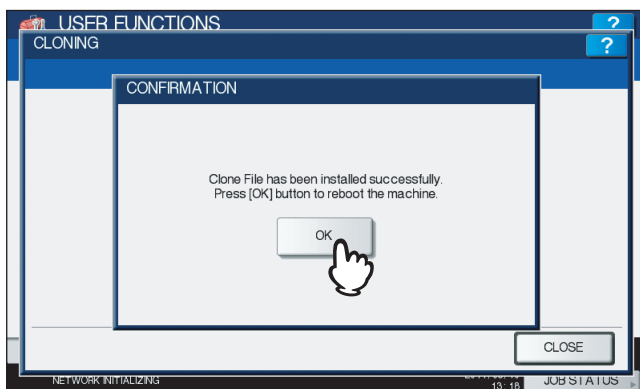 USER FUNCTIONS
?
CLONING
?
CONFIRMATION
Clone File has been installed successfully.
Press [OK] button to reboot the machine.
OK
CLOSE
NETWORK INITIALIZING
13:18
JOB STATUS